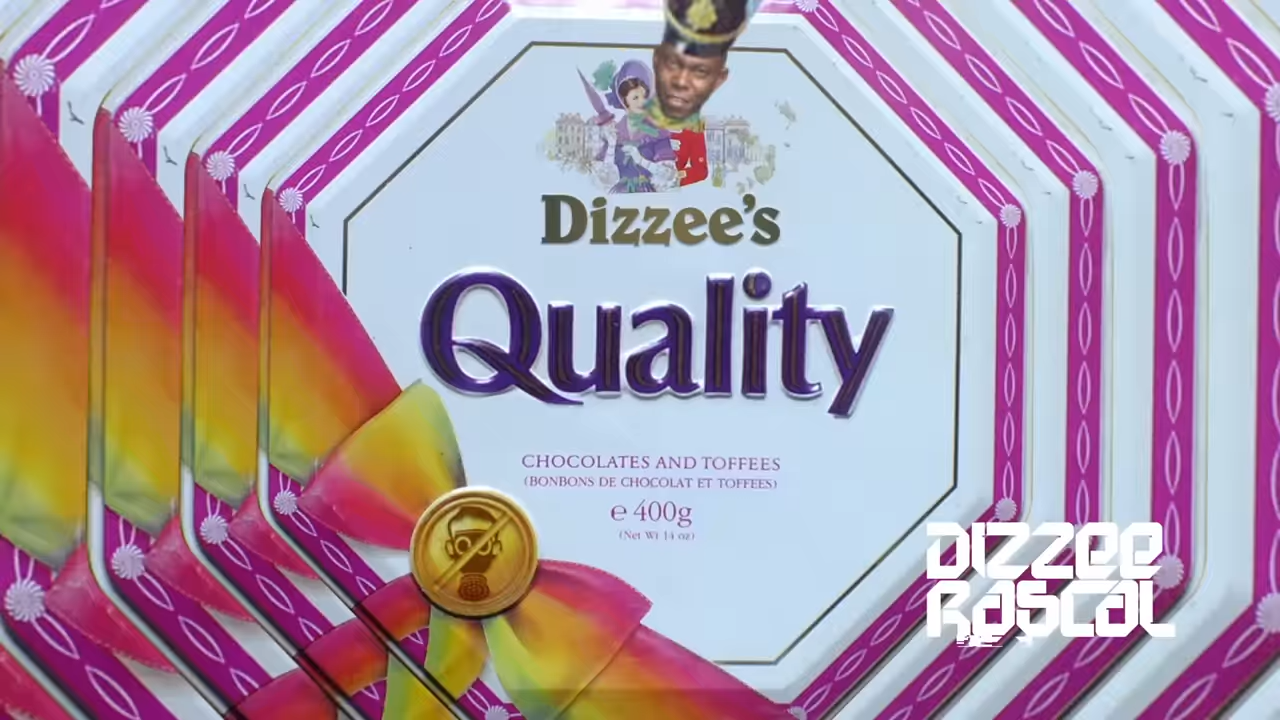 Dizzee's
Quality
CHOCOLATES AND TOFFEES
(BONBONS DE CHOCOLAT ET TOFFEES)
e 400g
(Net Wt 14 oz)
DIZZEE
RASCAL